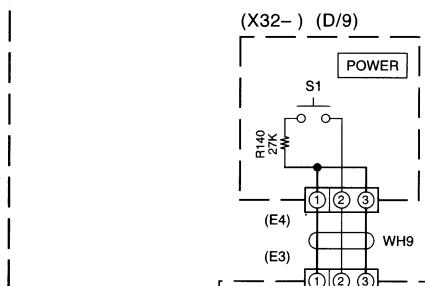 (X32- ) (D/9)
POWER
S1
R140
27K
1 2 3
(E4)
WH9
(E3)
1 2 3